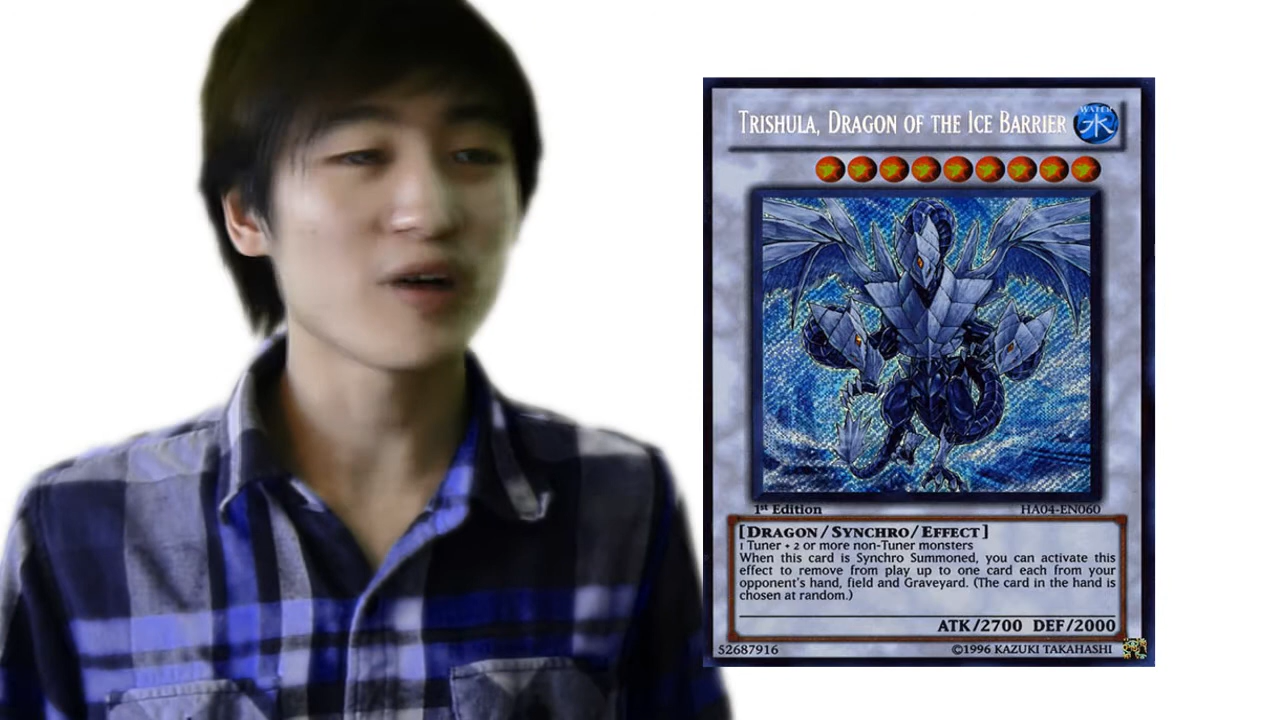 TRISHULA, DRAGON OF THE ICE BARRIER
WATER
水
1st Edition
HA04-EN060
[DRAGON/SYNCHRO/EFFECT]
1 Tuner + 2 or more non-Tuner monsters
When this card is Synchro Summoned, you can activate this
effect to remove from play up to one card each from your
opponent's hand, field and Graveyard. (The card in the hand is
chosen at random.)
ATK/2700 DEF/2000
52687916
©1996 KAZUKI TAKAHASHI